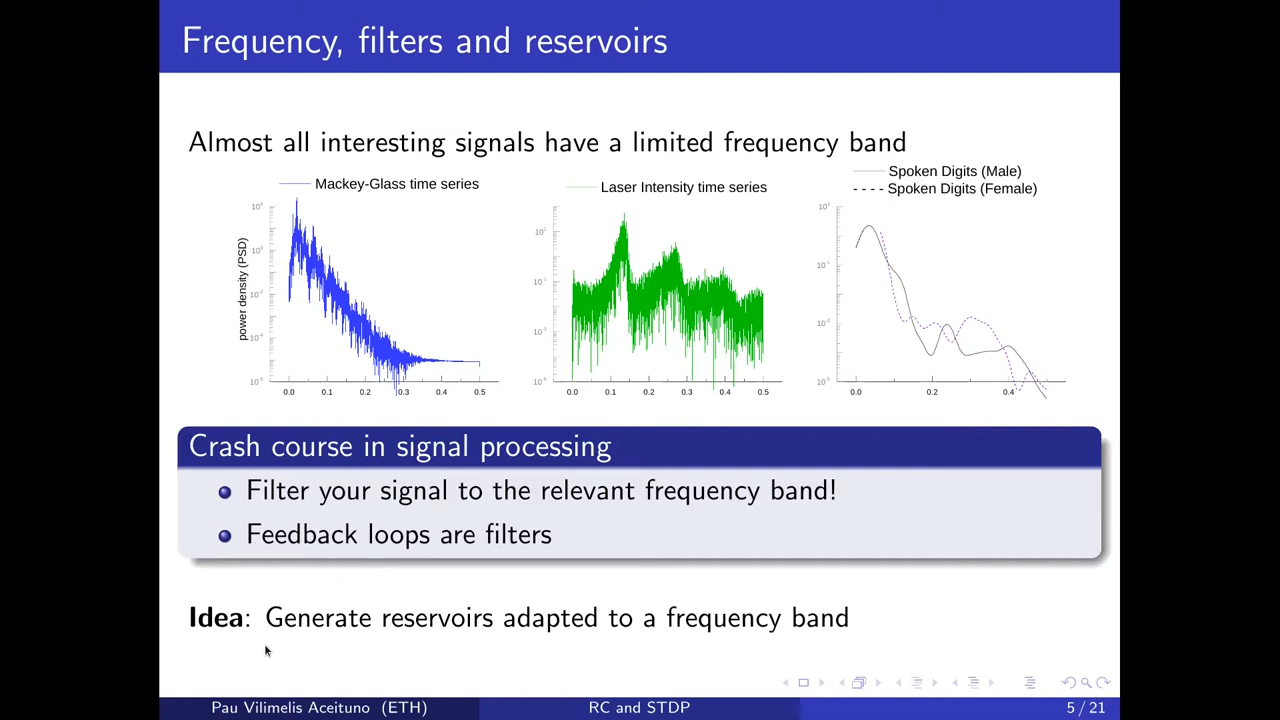 Frequency, filters and reservoirs
Almost all interesting signals have a limited frequency band
Mackey-Glass time series
Laser Intensity time series
Spoken Digits (Male)
Spoken Digits (Female)
power density (PSD)
0.0 0.1 0.2 0.3 0.4 0.5
0.0 0.1 0.2 0.3 0.4 0.5
0.0 0.2 0.4
Crash course in signal processing
Filter your signal to the relevant frequency band!
Feedback loops are filters
Idea: Generate reservoirs adapted to a frequency band
Pau Vilimelis Aceituno (ETH)
RC and STDP
5 / 21